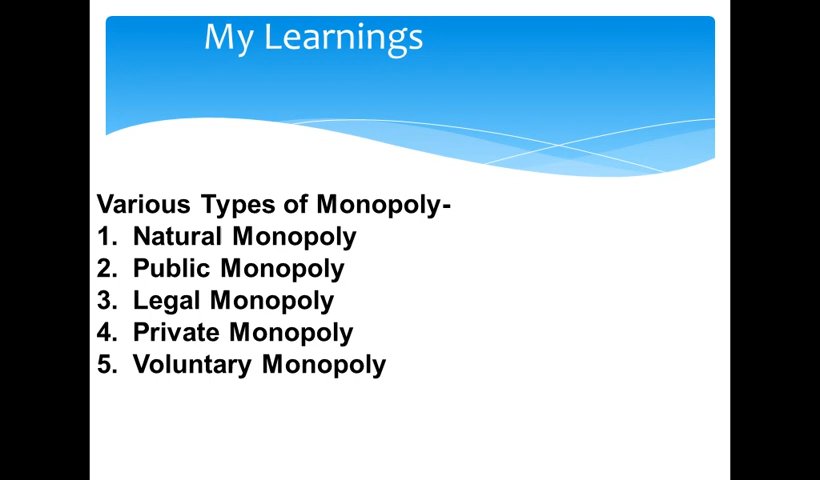 My Learnings
Various Types of Monopoly-
1. Natural Monopoly
2. Public Monopoly
3. Legal Monopoly
4. Private Monopoly
5. Voluntary Monopoly